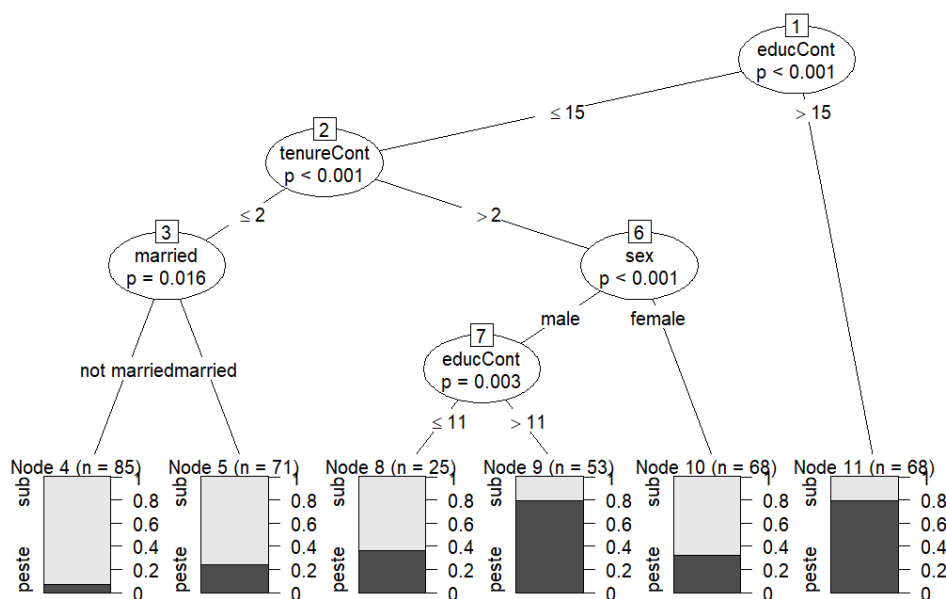 1
educCont
p < 0.001
≤ 15
> 15
2
tenureCont
p < 0.001
≤ 2
> 2
3
married
p = 0.016
6
sex
p < 0.001
male
female
7
educCont
p = 0.003
not married
married
≤ 11
> 11
Node 4 (n = 85)
sub
peste
1
0.8
0.6
0.4
0.2
0
Node 5 (n = 71)
sub
peste
1
0.8
0.6
0.4
0.2
0
Node 8 (n = 25)
sub
peste
1
0.8
0.6
0.4
0.2
0
Node 9 (n = 53)
sub
peste
1
0.8
0.6
0.4
0.2
0
Node 10 (n = 68)
sub
peste
1
0.8
0.6
0.4
0.2
0
Node 11 (n = 68)
sub
peste
1
0.8
0.6
0.4
0.2
0